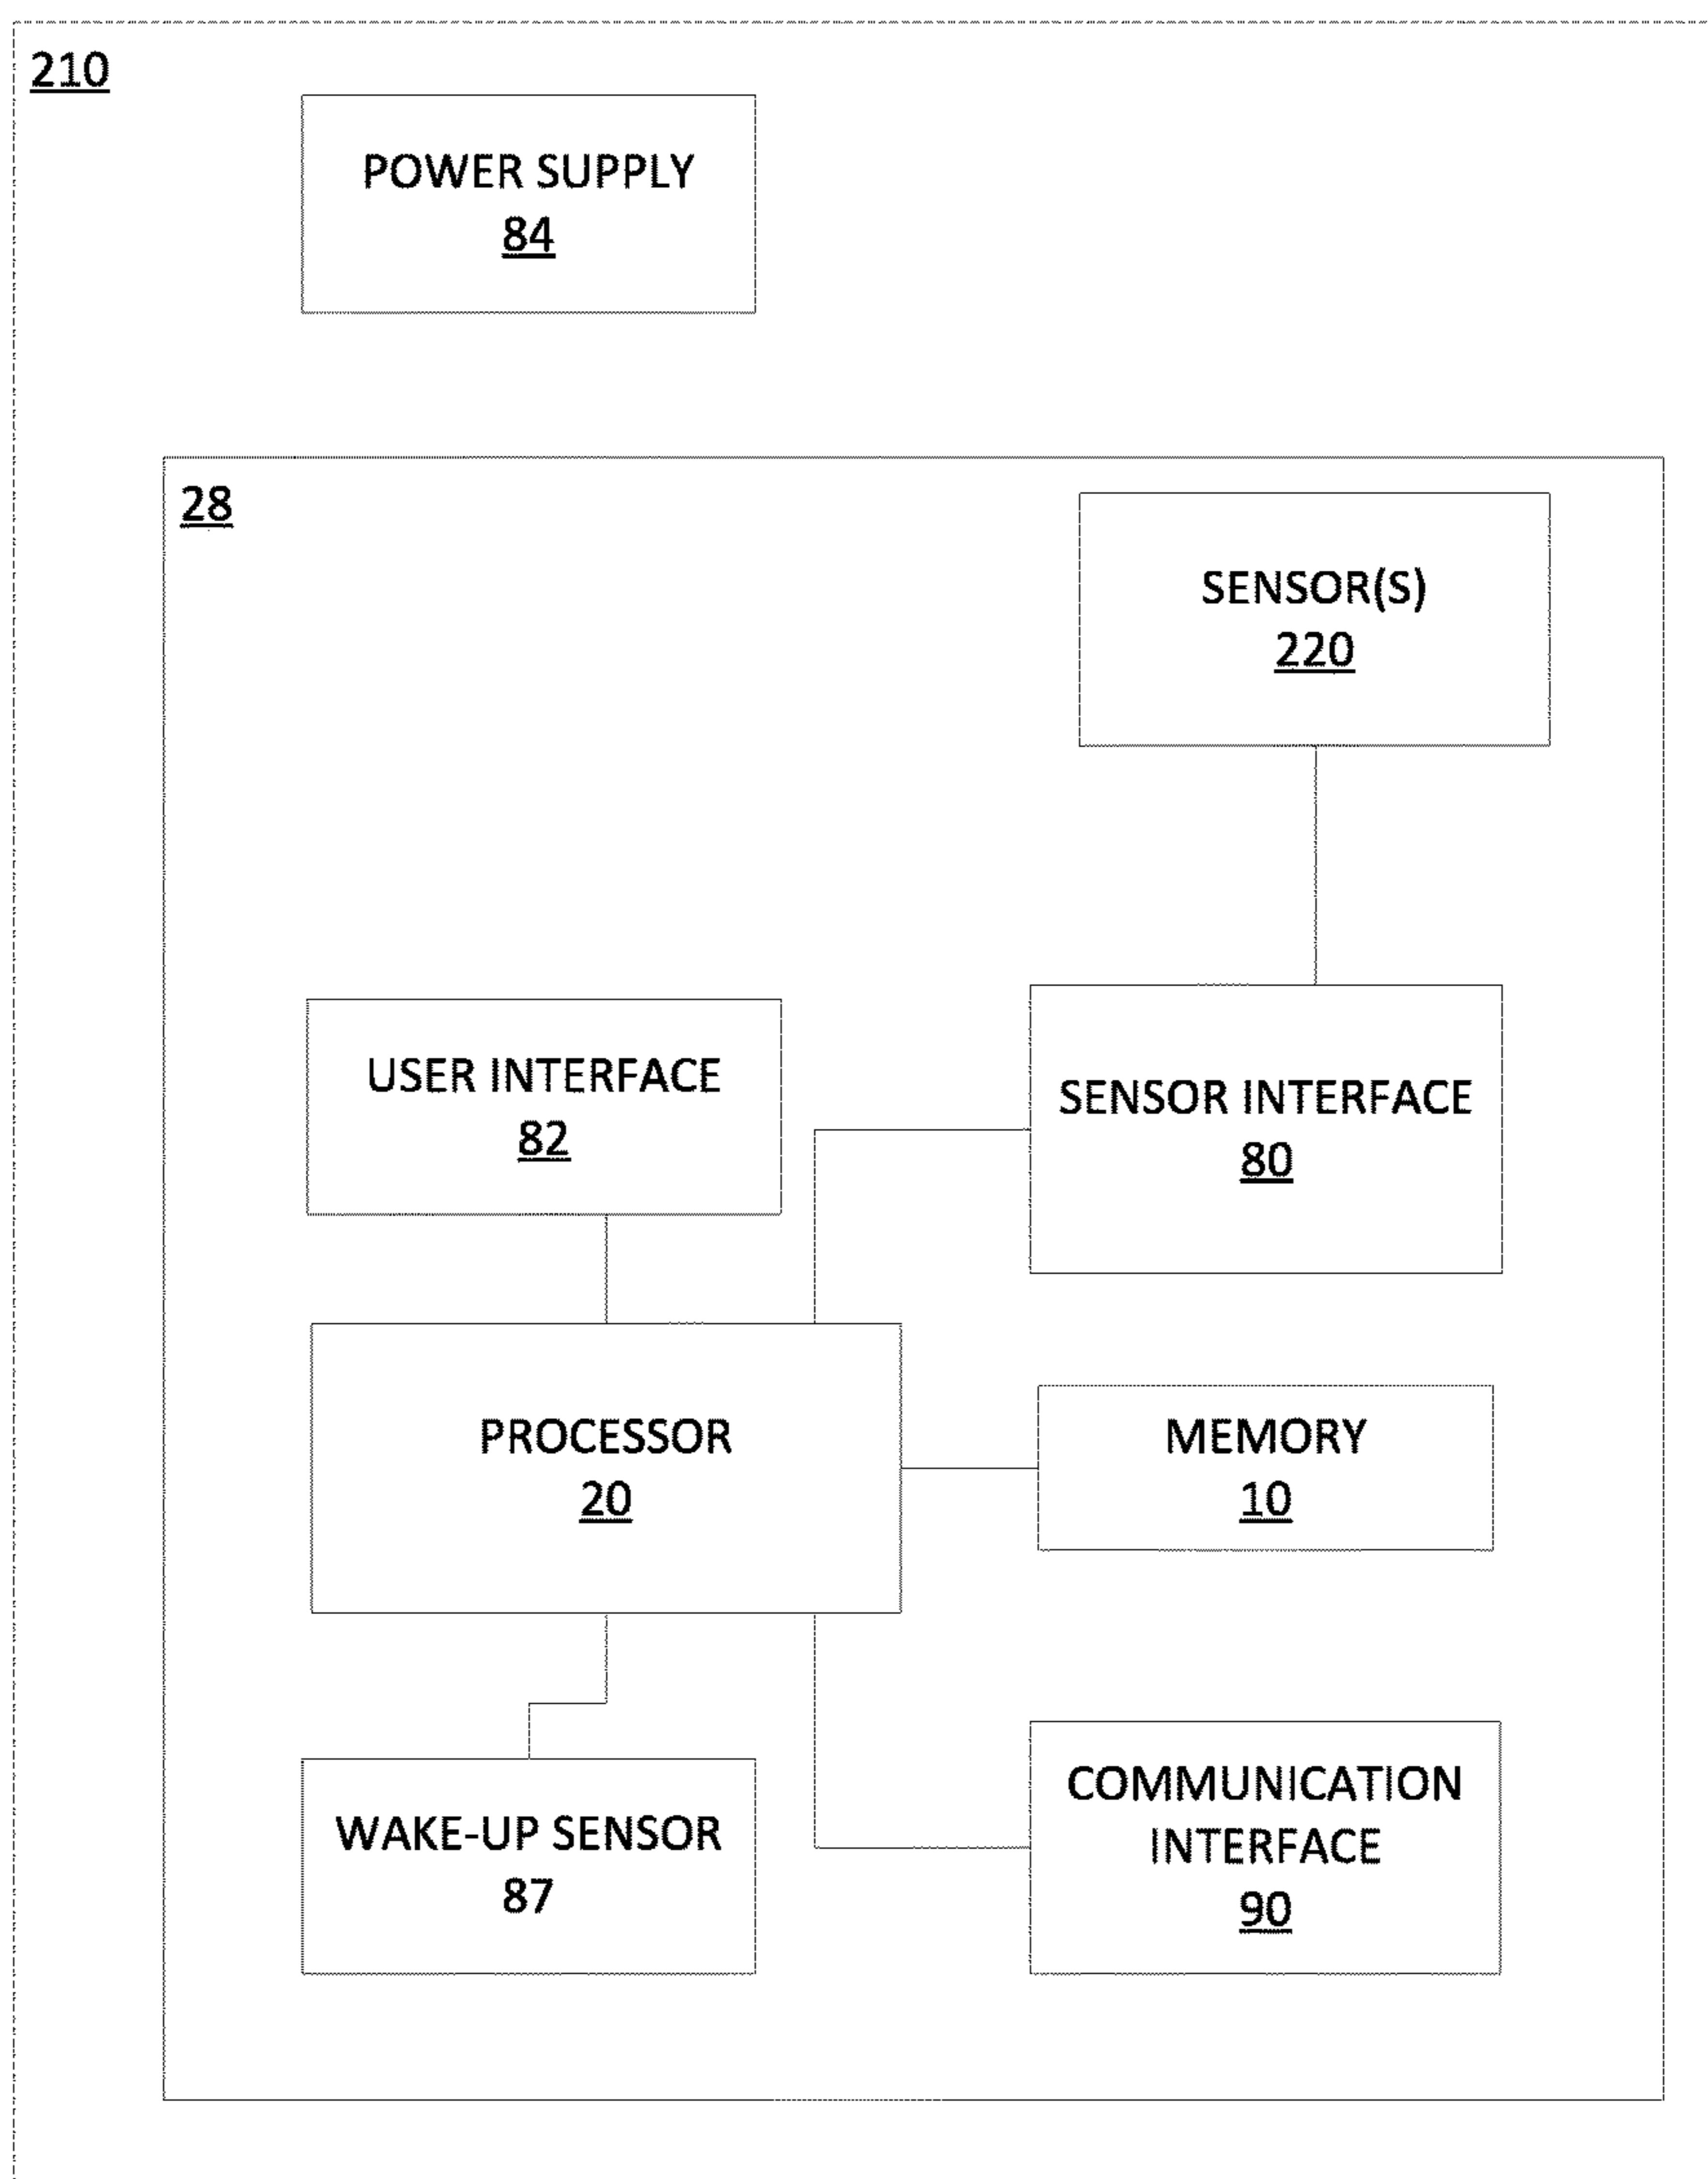 210
POWER SUPPLY
84
28
SENSOR(S)
220
USER INTERFACE
82
SENSOR INTERFACE
80
PROCESSOR
20
MEMORY
10
WAKE-UP SENSOR
87
COMMUNICATION
INTERFACE
90